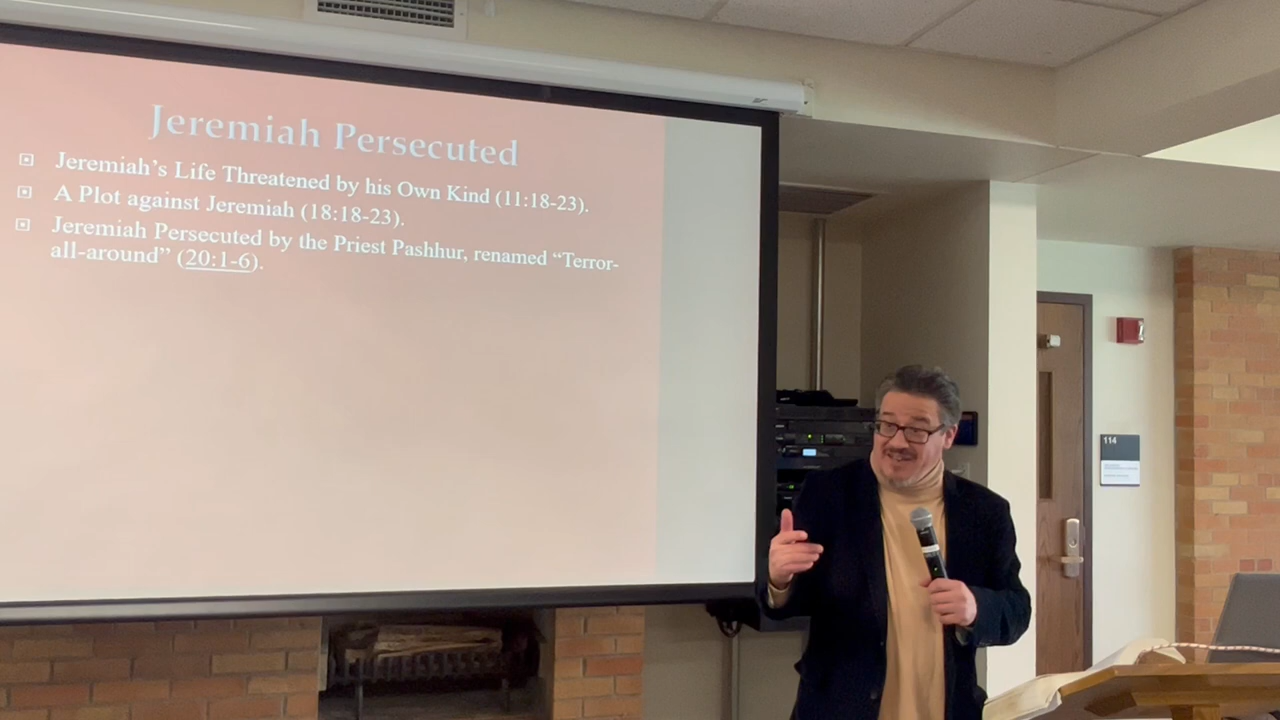 Jeremiah Persecuted
Jeremiah's Life Threatened by his Own Kind (11:18-23).
A Plot against Jeremiah (18:18-23).
Jeremiah Persecuted by the Priest Pashhur, renamed “Terror-
all-around” (20:1-6).
114